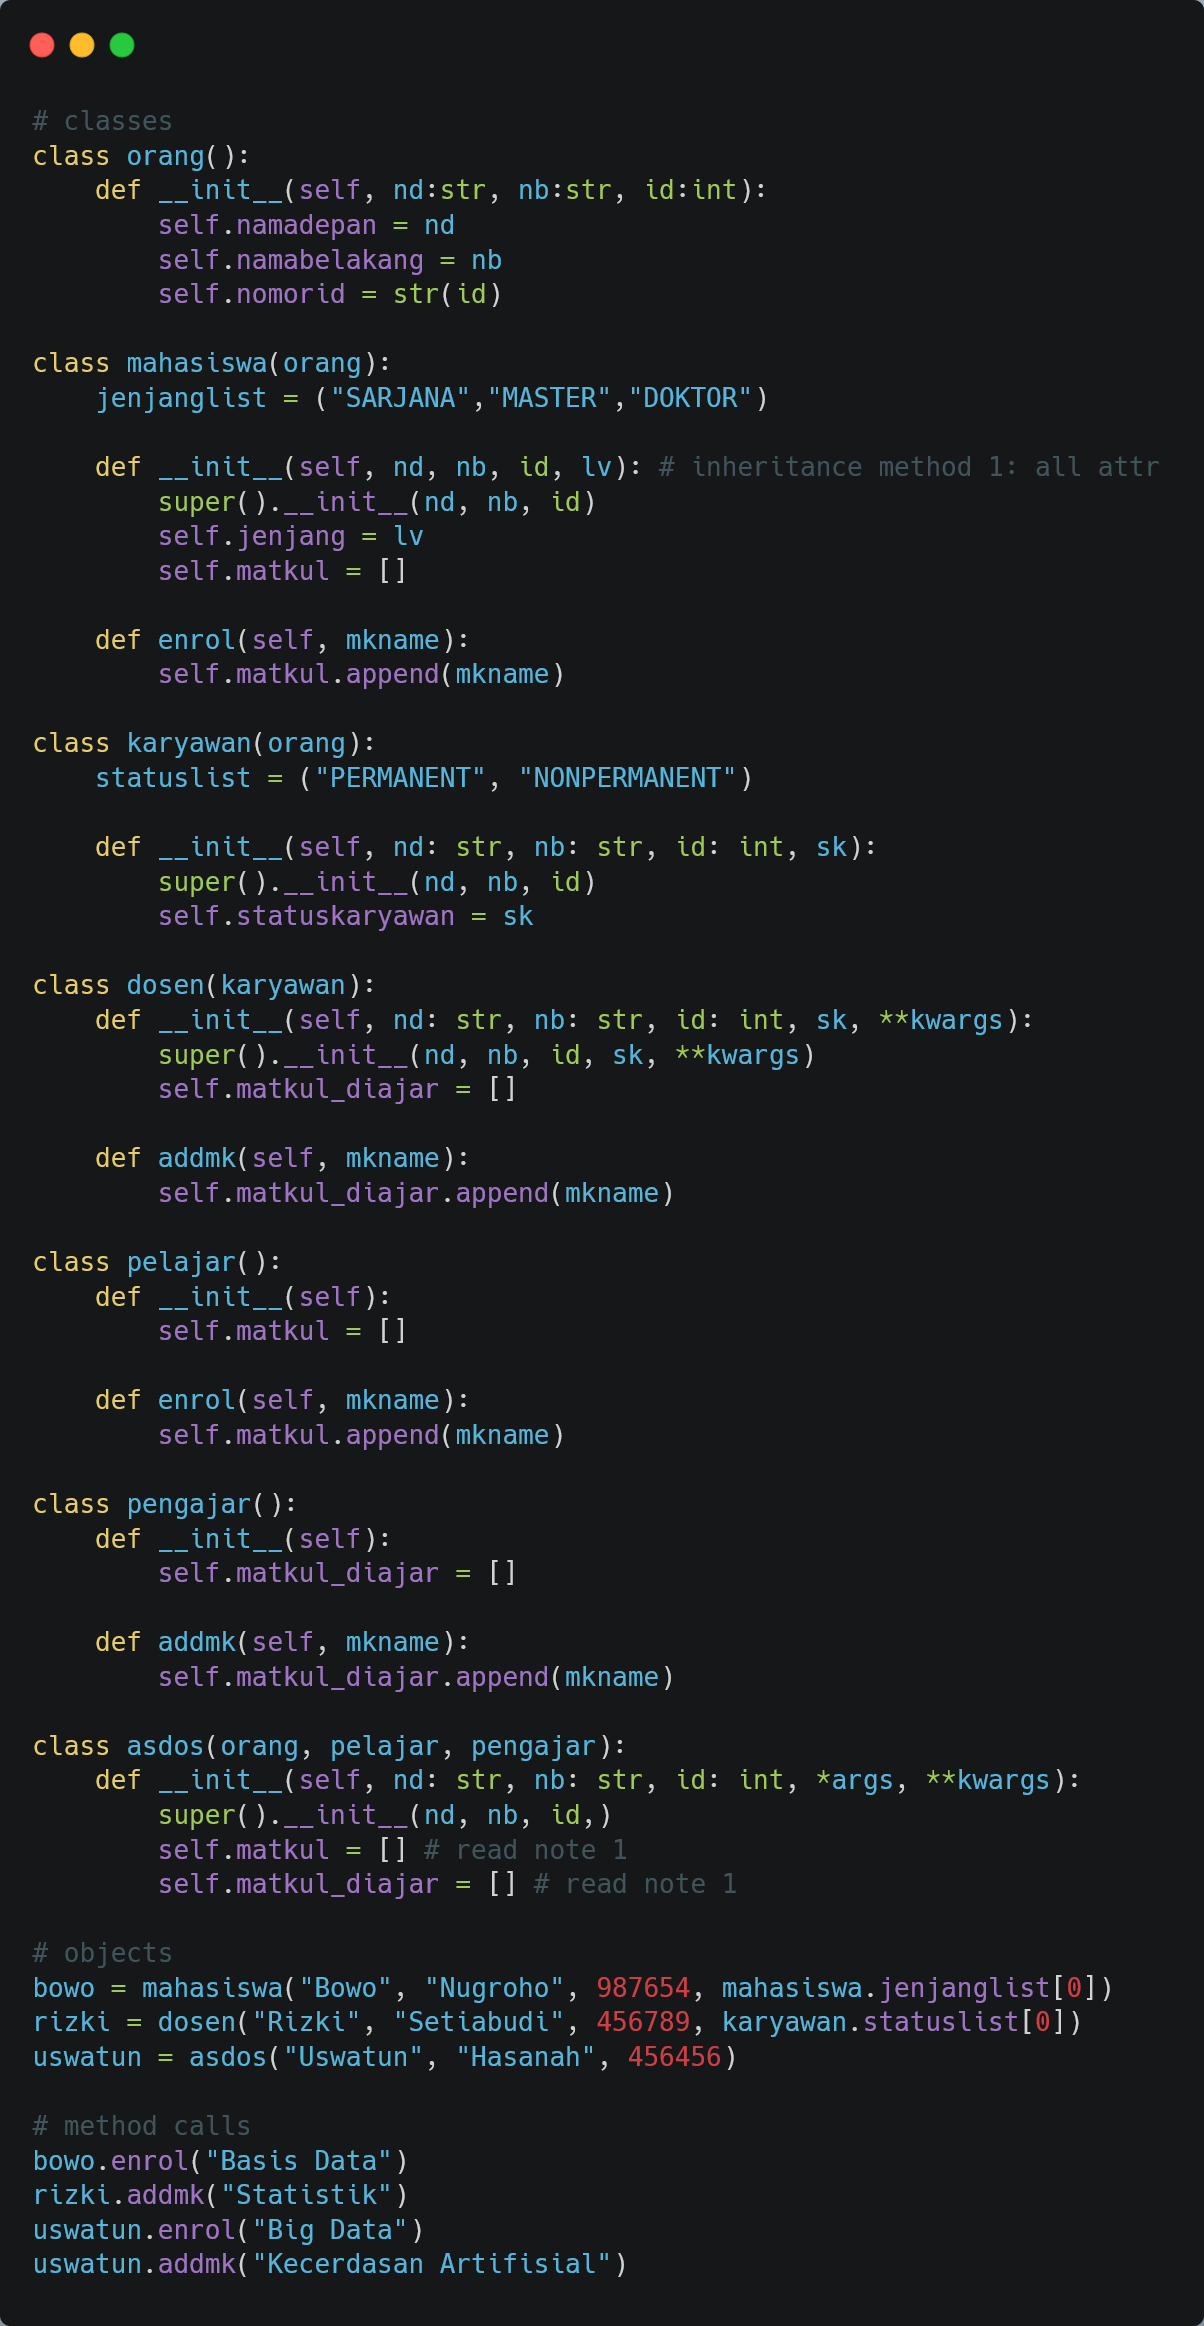 # classes
class orang():
    def __init__(self, nd:str, nb:str, id:int):
        self.namadepan = nd
        self.namabelakang = nb
        self.nomorid = str(id)

class mahasiswa(orang):
    jenjanglist = ("SARJANA","MASTER","DOKTOR")

    def __init__(self, nd, nb, id, lv): # inheritance method 1: all attr
        super().__init__(nd, nb, id)
        self.jenjang = lv
        self.matkul = []

    def enrol(self, mkname):
        self.matkul.append(mkname)

class karyawan(orang):
    statuslist = ("PERMANENT", "NONPERMANENT")

    def __init__(self, nd: str, nb: str, id: int, sk):
        super().__init__(nd, nb, id)
        self.statuskaryawan = sk

class dosen(karyawan):
    def __init__(self, nd: str, nb: str, id: int, sk, **kwargs):
        super().__init__(nd, nb, id, sk, **kwargs)
        self.matkul_diajar = []

    def addmk(self, mkname):
        self.matkul_diajar.append(mkname)

class pelajar():
    def __init__(self):
        self.matkul = []

    def enrol(self, mkname):
        self.matkul.append(mkname)

class pengajar():
    def __init__(self):
        self.matkul_diajar = []

    def addmk(self, mkname):
        self.matkul_diajar.append(mkname)

class asdos(orang, pelajar, pengajar):
    def __init__(self, nd: str, nb: str, id: int, *args, **kwargs):
        super().__init__(nd, nb, id,)
        self.matkul = [] # read note 1
        self.matkul_diajar = [] # read note 1

# objects
bowo = mahasiswa("Bowo", "Nugroho", 987654, mahasiswa.jenjanglist[0])
rizki = dosen("Rizki", "Setiabudi", 456789, karyawan.statuslist[0])
uswatun = asdos("Uswatun", "Hasanah", 456456)

# method calls
bowo.enrol("Basis Data")
rizki.addmk("Statistik")
uswatun.enrol("Big Data")
uswatun.addmk("Kecerdasan Artifisial")